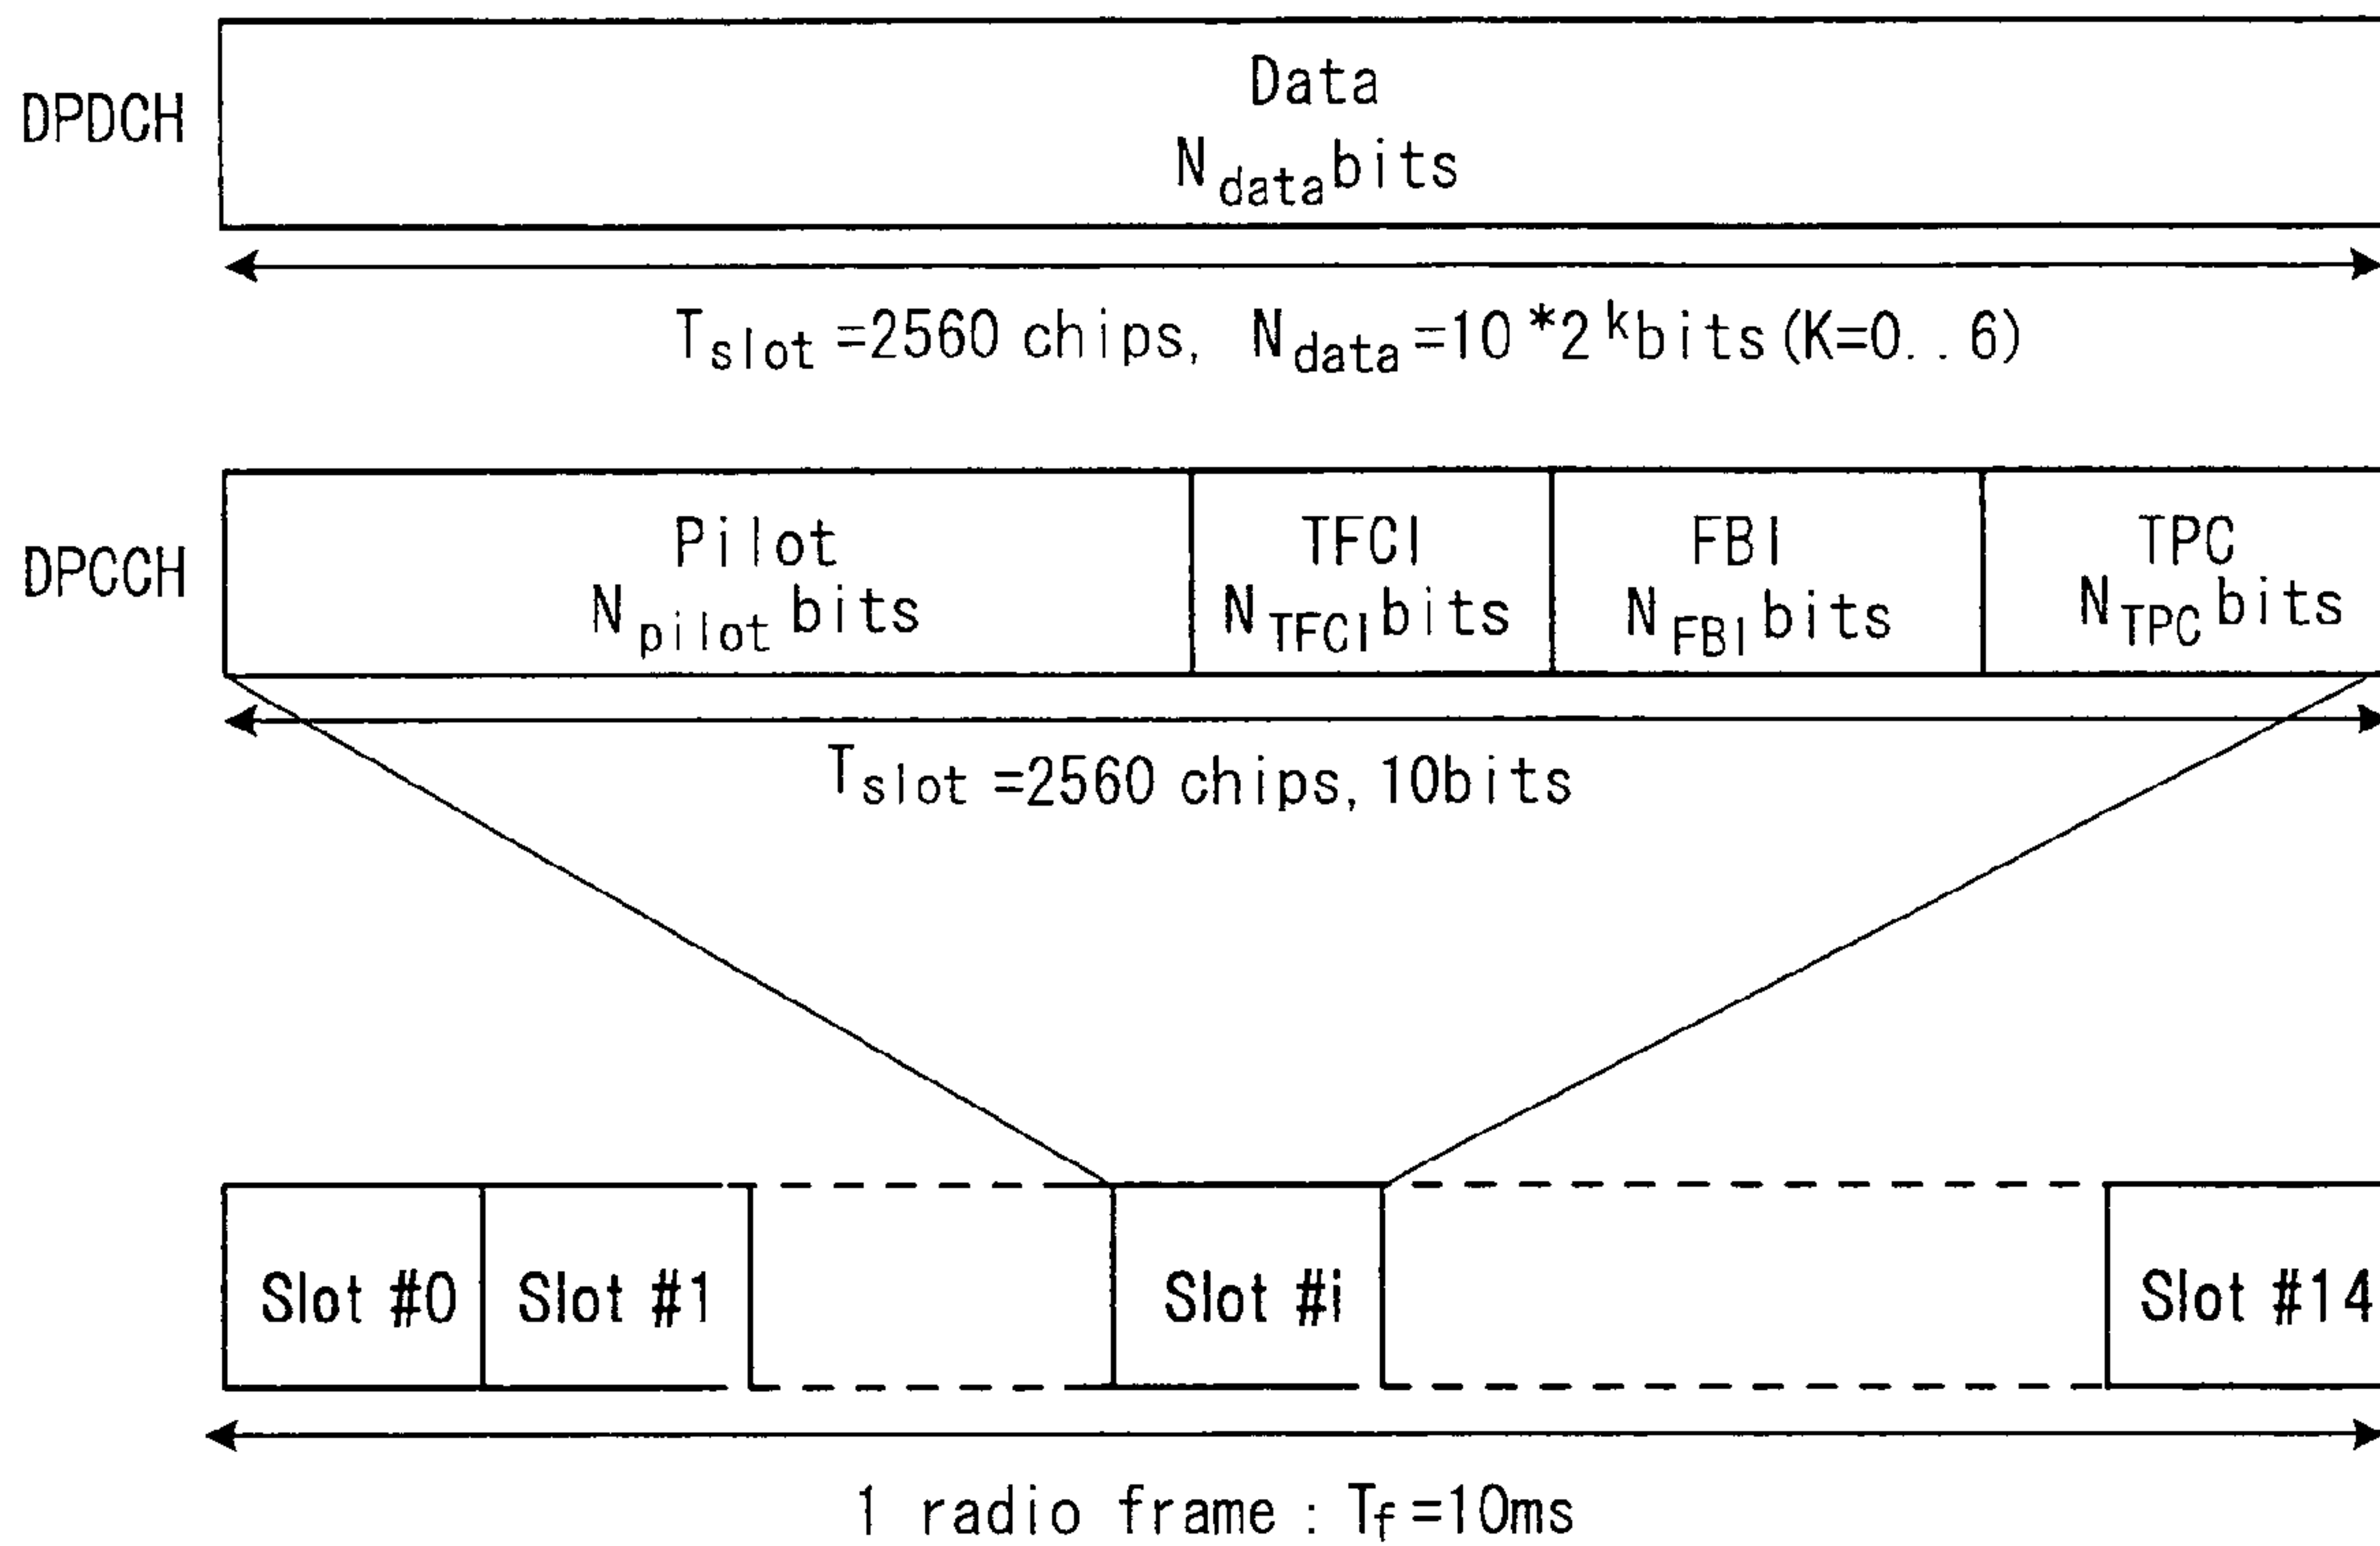 DPDCH
Data
N_data bits
T_slot =2560 chips, N_data=10*2^k bits (K=0..6)
DPCCH
Pilot
N_pilot bits
TFCI
N_TFCI bits
FBI
N_FBI bits
TPC
N_TPC bits
T_slot =2560 chips, 10bits
Slot #0
Slot #1
Slot #i
Slot #14
1 radio frame : T_f=10ms